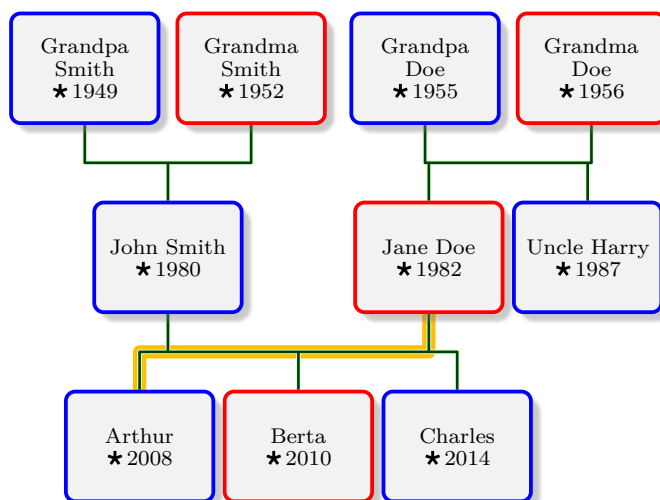 Grandpa
Smith
★1949
Grandma
Smith
★1952
Grandpa
Doe
★1955
Grandma
Doe
★1956
John Smith
★1980
Jane Doe
★1982
Uncle Harry
★1987
Arthur
★2008
Berta
★2010
Charles
★2014